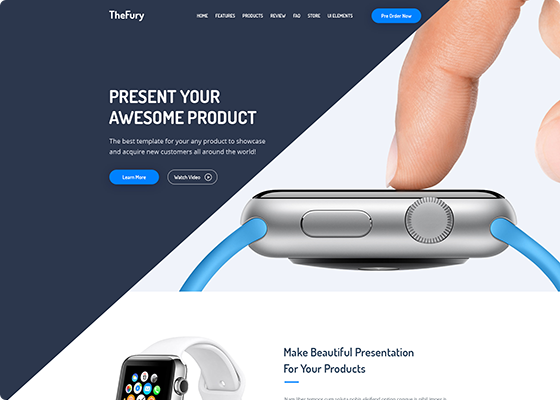 TheFury
HOME FEATURES PRODUCTS REVIEW FAQ STORE UI ELEMENTS Pre Order Now
PRESENT YOUR
AWESOME PRODUCT
The best template for your any product to showcase
and acquire new customers all around the world!
Learn More Watch Video
Make Beautiful Presentation
For Your Products